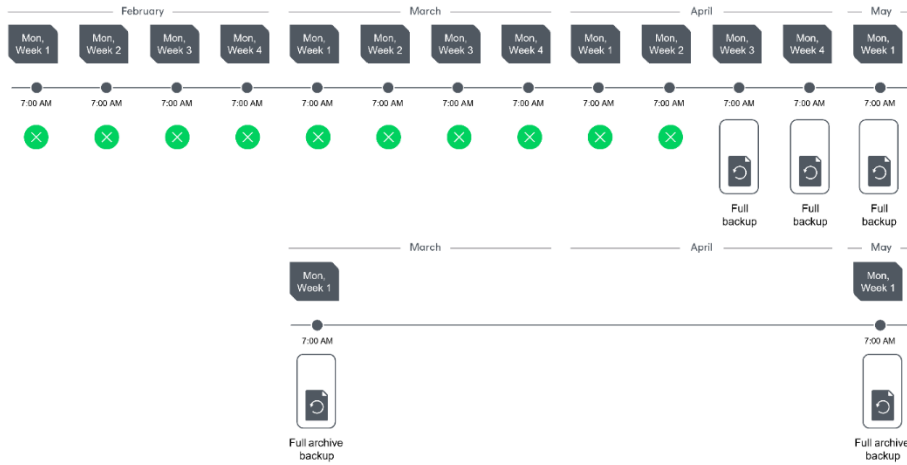 February March April May
Mon, Week 1 Mon, Week 2 Mon, Week 3 Mon, Week 4 Mon, Week 1 Mon, Week 2 Mon, Week 3 Mon, Week 4 Mon, Week 1 Mon, Week 2 Mon, Week 3 Mon, Week 4 Mon, Week 1
7:00 AM 7:00 AM 7:00 AM 7:00 AM 7:00 AM 7:00 AM 7:00 AM 7:00 AM 7:00 AM 7:00 AM 7:00 AM 7:00 AM 7:00 AM
Full backup Full backup Full backup
March April May
Mon, Week 1 Mon, Week 1
7:00 AM 7:00 AM
Full archive backup Full archive backup